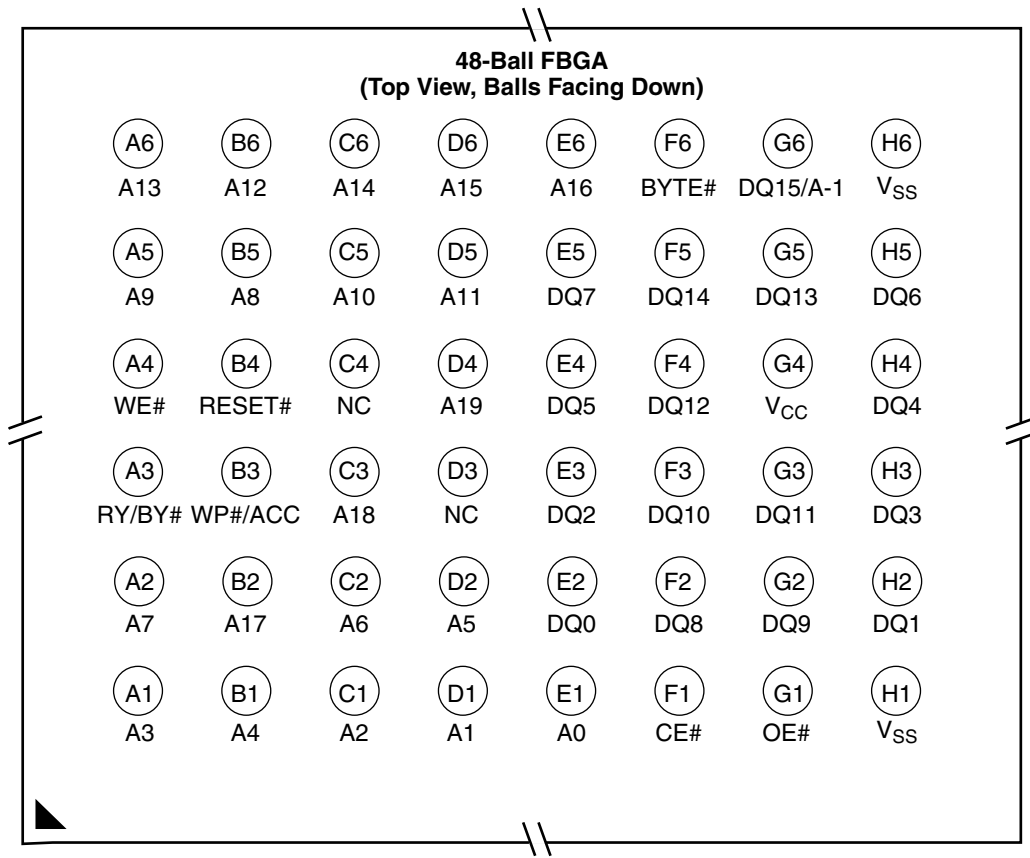 48-Ball FBGA
(Top View, Balls Facing Down)
A6 B6 C6 D6 E6 F6 G6 H6
A13 A12 A14 A15 A16 BYTE# DQ15/A-1 VSS
A5 B5 C5 D5 E5 F5 G5 H5
A9 A8 A10 A11 DQ7 DQ14 DQ13 DQ6
A4 B4 C4 D4 E4 F4 G4 H4
WE# RESET# NC A19 DQ5 DQ12 VCC DQ4
A3 B3 C3 D3 E3 F3 G3 H3
RY/BY# WP#/ACC A18 NC DQ2 DQ10 DQ11 DQ3
A2 B2 C2 D2 E2 F2 G2 H2
A7 A17 A6 A5 DQ0 DQ8 DQ9 DQ1
A1 B1 C1 D1 E1 F1 G1 H1
A3 A4 A2 A1 A0 CE# OE# VSS